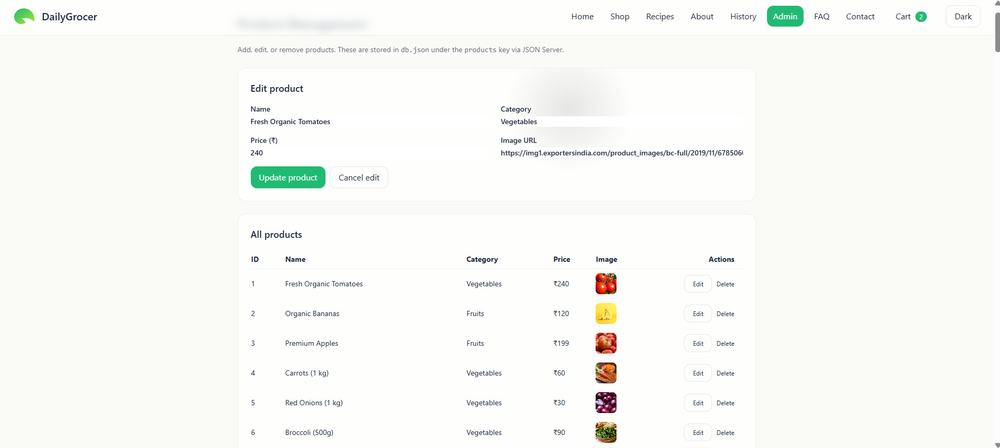 DailyGrocer
Home Shop Recipes About History Admin FAQ Contact Cart 2 Dark
Product Management
Add, edit, or remove products. These are stored in db.json under the products key via JSON Server.
Edit product
Name Category
Fresh Organic Tomatoes Vegetables
Price (₹) Image URL
240 https://img1.exportersindia.com/product_images/bc-full/2019/11/678506
Update product Cancel edit
All products
ID Name Category Price Image Actions
1 Fresh Organic Tomatoes Vegetables ₹240 Edit Delete
2 Organic Bananas Fruits ₹120 Edit Delete
3 Premium Apples Fruits ₹199 Edit Delete
4 Carrots (1 kg) Vegetables ₹60 Edit Delete
5 Red Onions (1 kg) Vegetables ₹30 Edit Delete
6 Broccoli (500g) Vegetables ₹90 Edit Delete